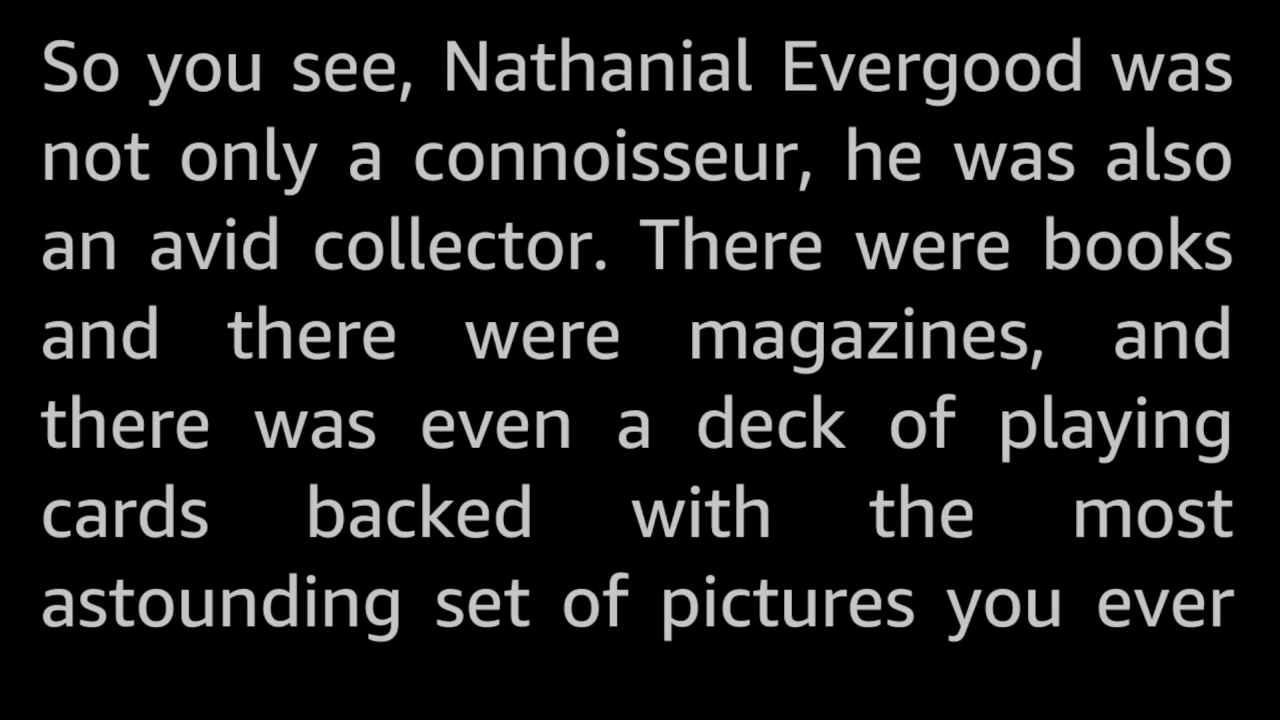 So you see, Nathanial Evergood was
not only a connoisseur, he was also
an avid collector. There were books
and there were magazines, and
there was even a deck of playing
cards backed with the most
astounding set of pictures you ever